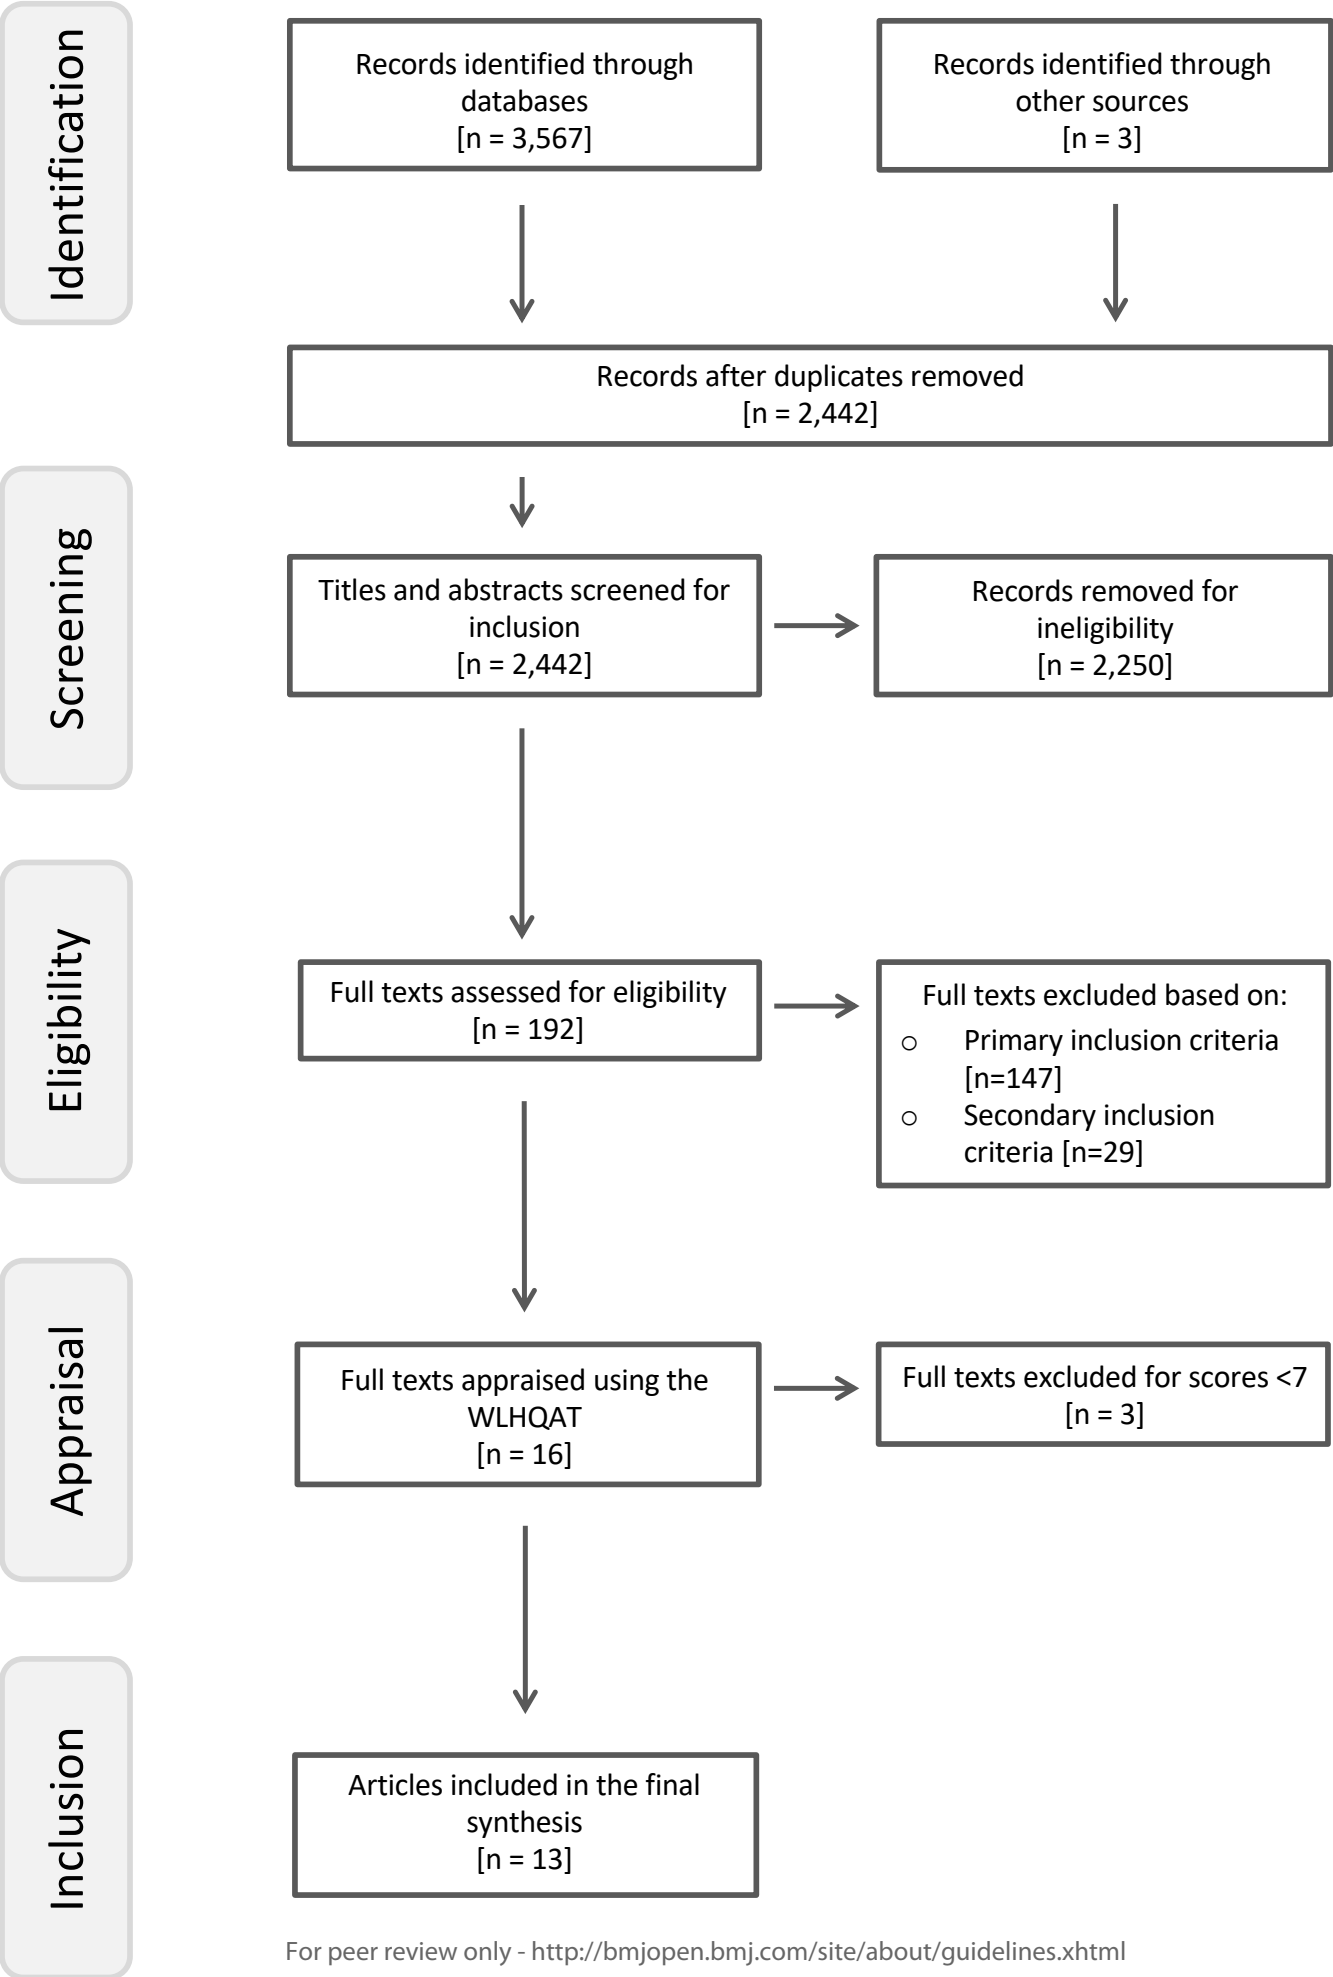 Identification
Records identified through
databases
[n = 3,567]
Records identified through
other sources
[n = 3]
Records after duplicates removed
[n = 2,442]
Screening
Titles and abstracts screened for
inclusion
[n = 2,442]
Records removed for
ineligibility
[n = 2,250]
Eligibility
Full texts assessed for eligibility
[n = 192]
Full texts excluded based on:
o Primary inclusion criteria
[n=147]
o Secondary inclusion
criteria [n=29]
Appraisal
Full texts appraised using the
WLHQAT
[n = 16]
Full texts excluded for scores <7
[n = 3]
Inclusion
Articles included in the final
synthesis
[n = 13]
For peer review only - http://bmjopen.bmj.com/site/about/guidelines.xhtml